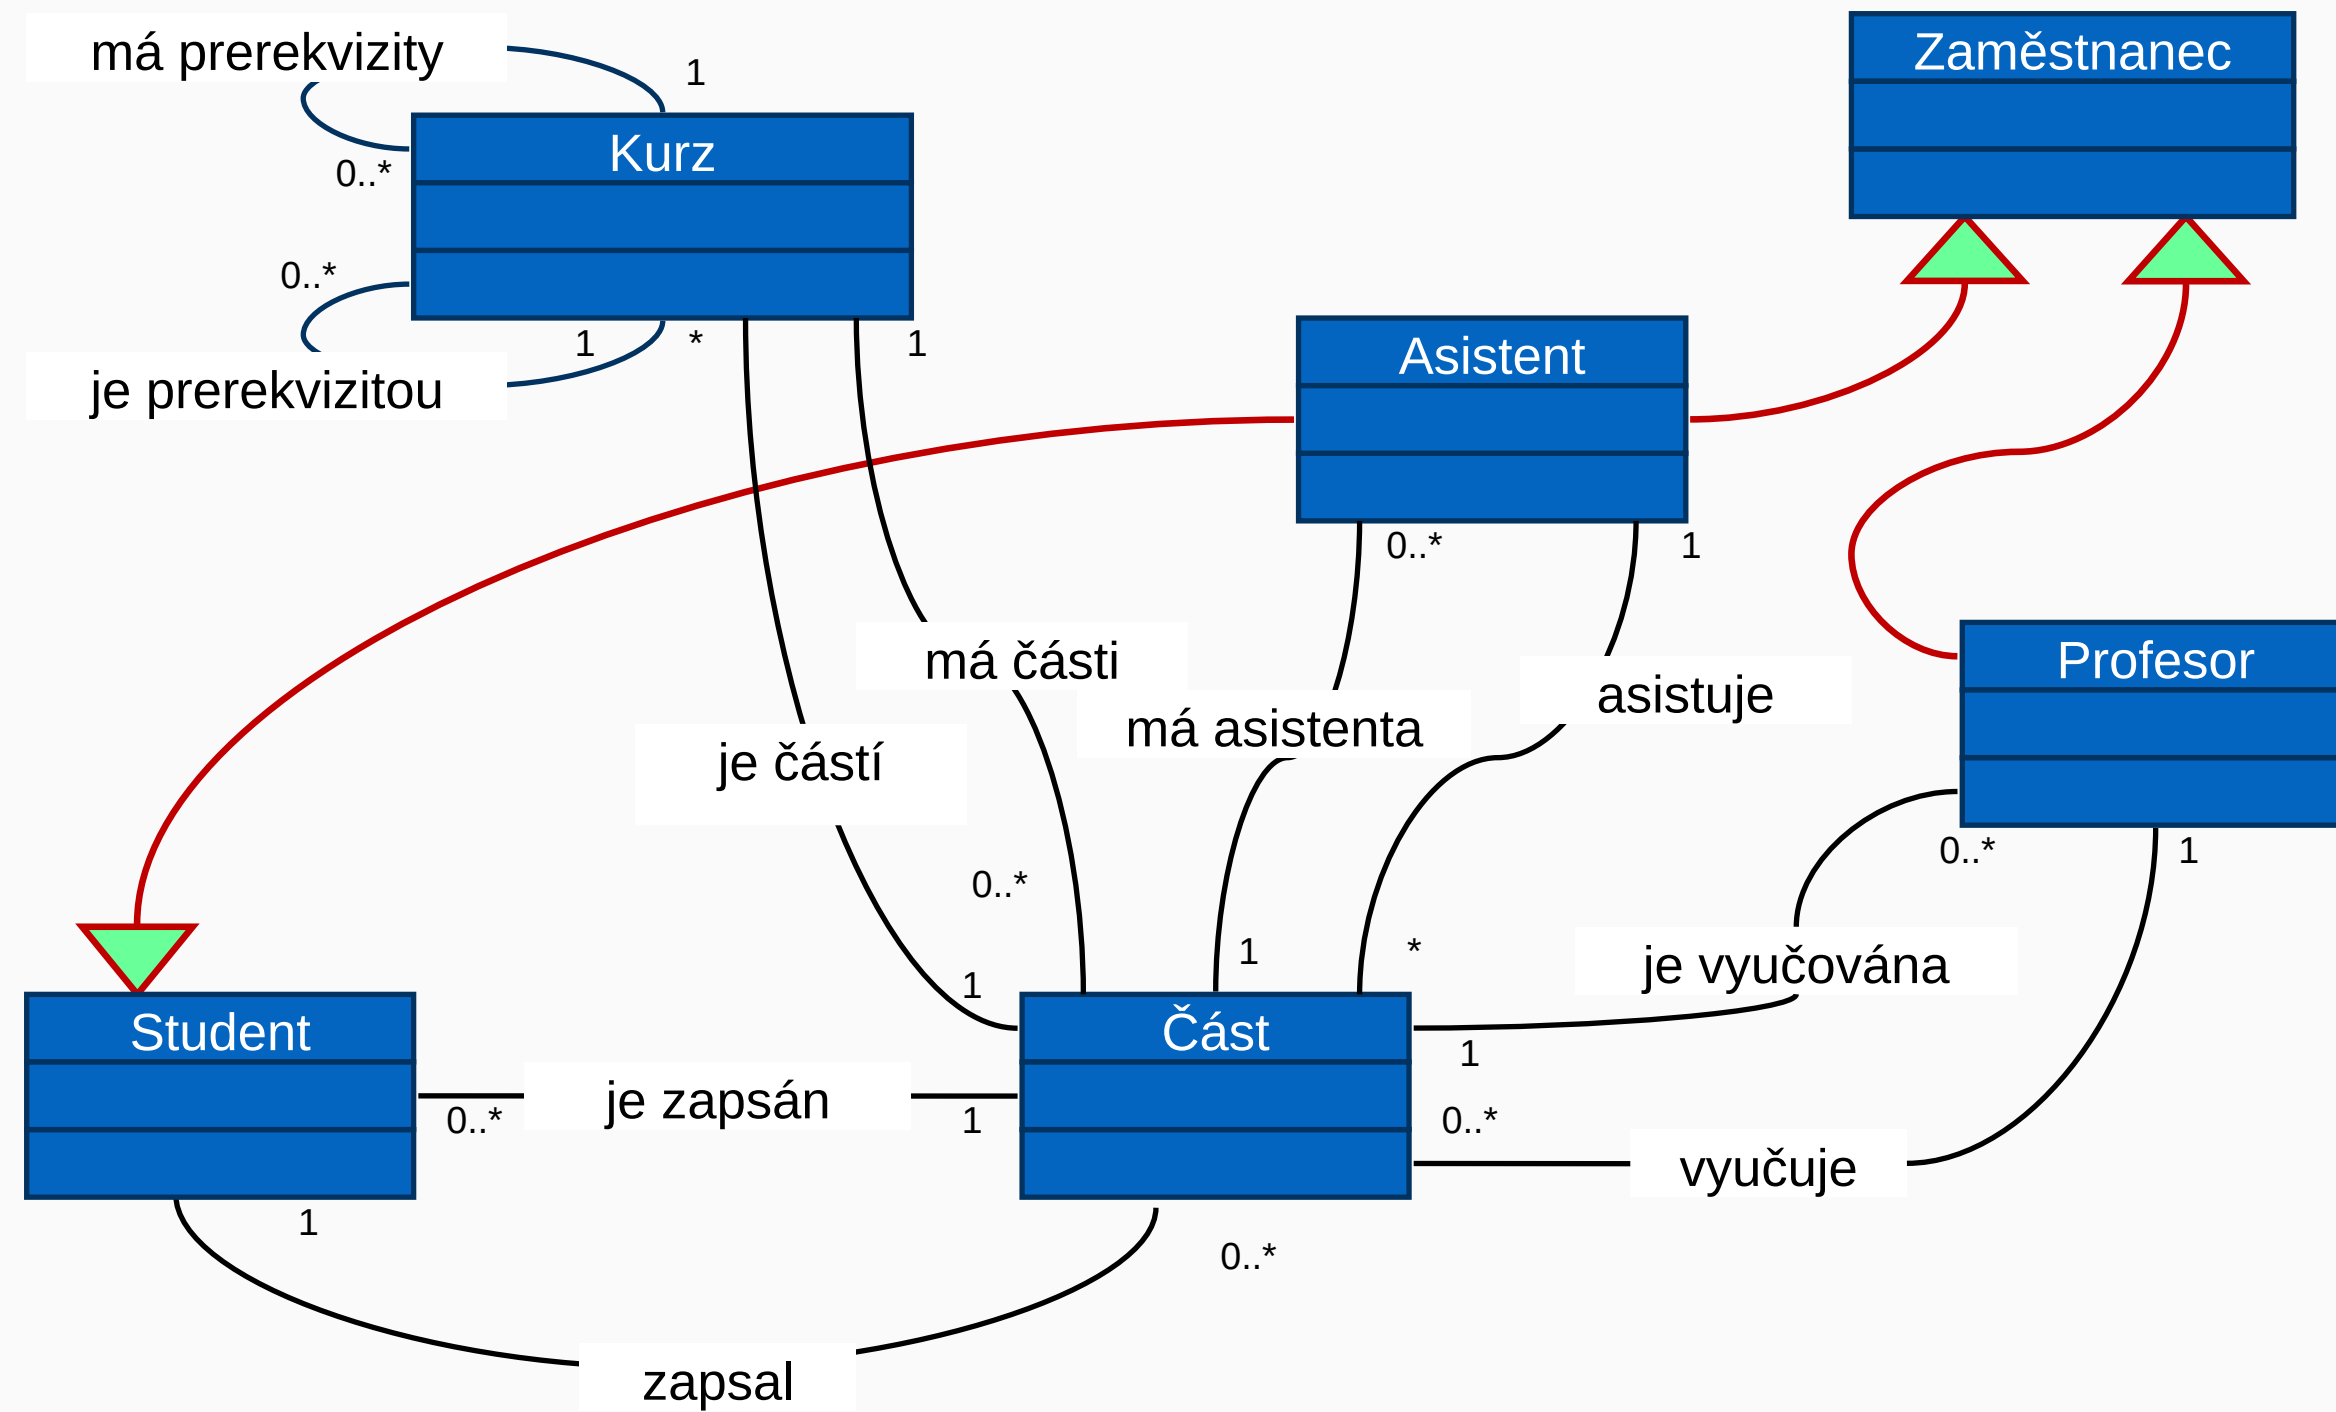 má prerekvizity
1
Zaměstnanec
Kurz
0..*
0..*
1
*
1
je prerekvizitou
Asistent
0..*
1
má části
Profesor
asistuje
má asistenta
je částí
0..*
1
0..*
1
*
je vyučována
1
Student
Část
1
je zapsán
0..*
1
0..*
vyučuje
1
0..*
zapsal